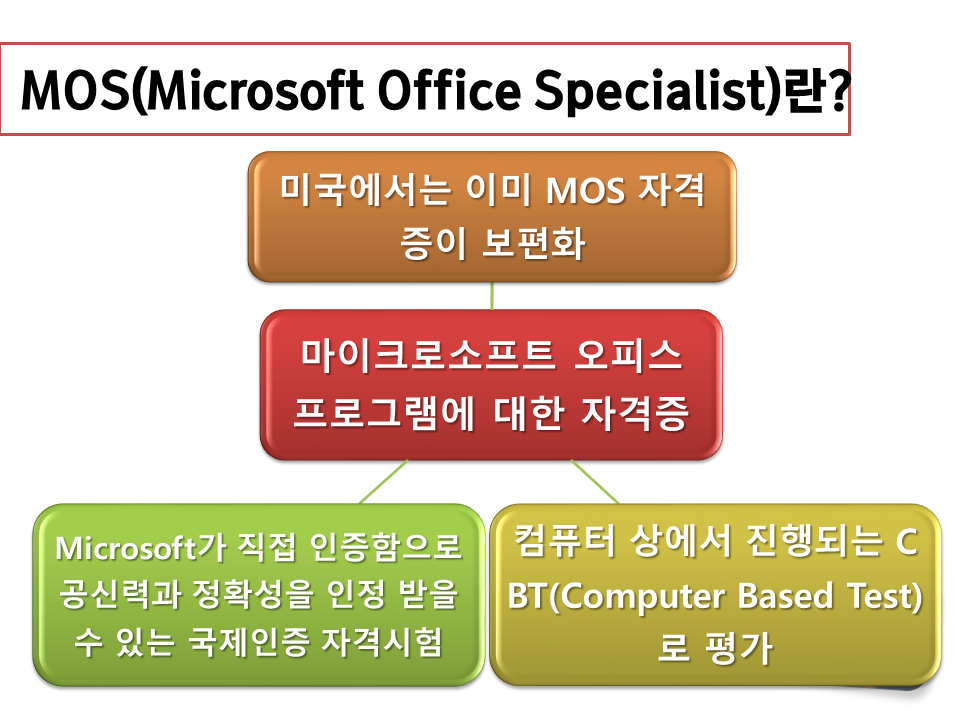 MOS(Microsoft Office Specialist)란?
미국에서는 이미 MOS 자격
증이 보편화
마이크로소프트 오피스
프로그램에 대한 자격증
Microsoft가 직접 인증함으로
공신력과 정확성을 인정 받을
수 있는 국제인증 자격시험
컴퓨터 상에서 진행되는 C
BT(Computer Based Test)
로 평가